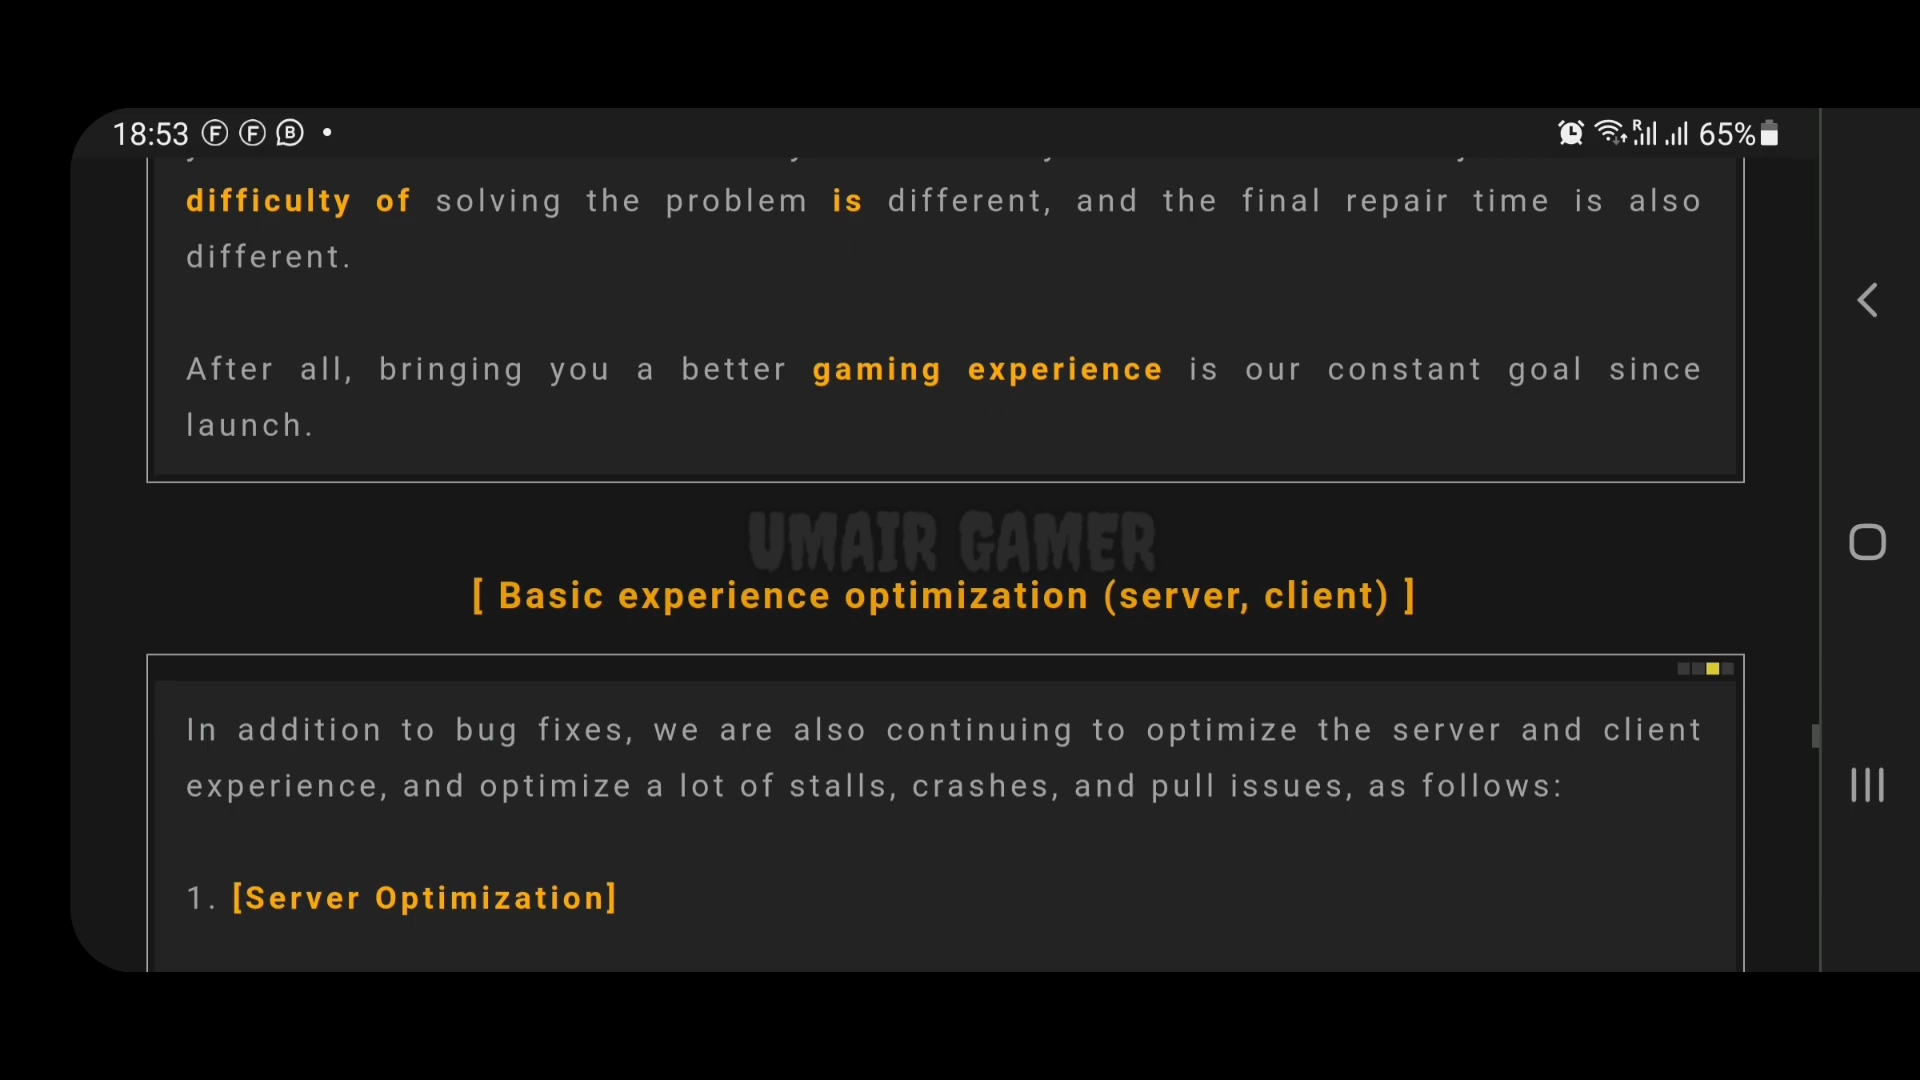 18:53 F F B 65%
difficulty of solving the problem is different, and the final repair time is also
different.
After all, bringing you a better gaming experience is our constant goal since
launch.
UMAIR GAMER
[ Basic experience optimization (server, client) ]
In addition to bug fixes, we are also continuing to optimize the server and client
experience, and optimize a lot of stalls, crashes, and pull issues, as follows:
1. [Server Optimization]